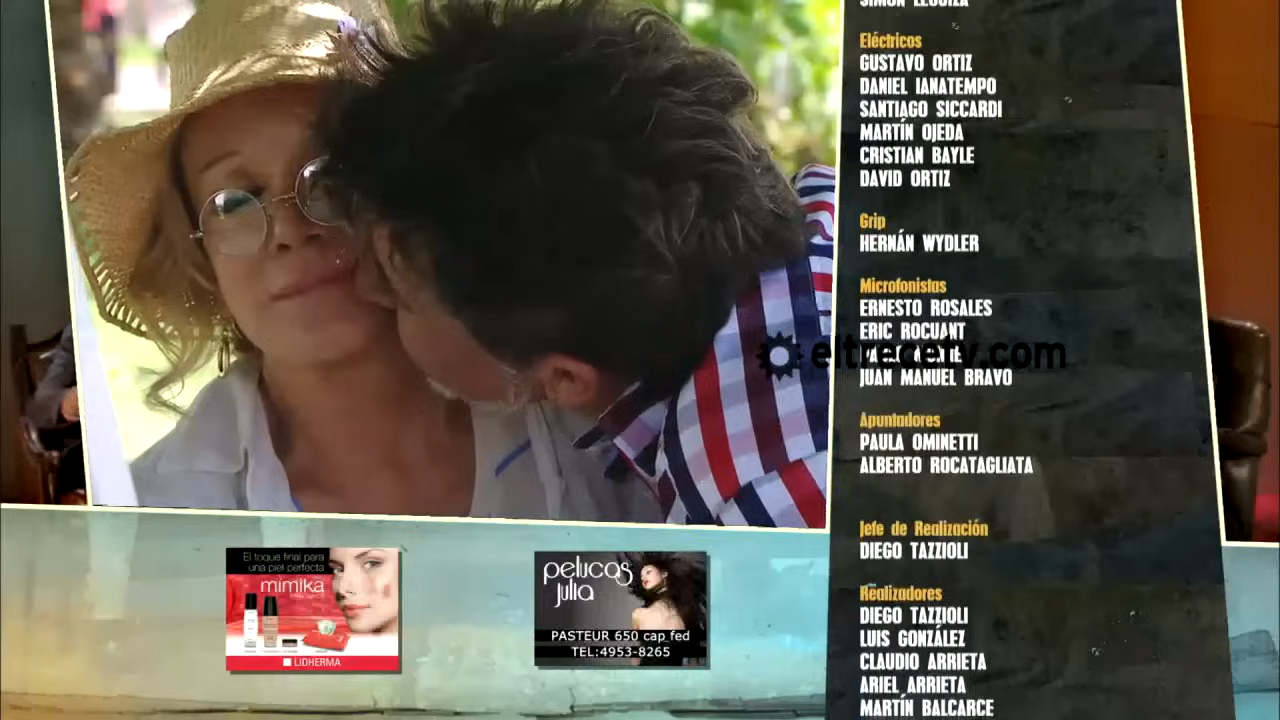 Eléctricos
GUSTAVO ORTIZ
DANIEL IANATEMPO
SANTIAGO SICCARDI
MARTÍN OJEDA
CRISTIAN BAYLE
DAVID ORTIZ
Grip
HERNÁN WYDLER
Microfonistas
ERNESTO ROSALES
ERIC ROCUANT
eltrecetv.com
JUAN MANUEL BRAVO
Apuntadores
PAULA OMINETTI
ALBERTO ROCATAGLIATA
Jefe de Realización
DIEGO TAZZIOLI
Realizadores
DIEGO TAZZIOLI
LUIS GONZÁLEZ
CLAUDIO ARRIETA
ARIEL ARRIETA
MARTÍN BALCARCE
El toque final para
una piel perfecta
mimika
LIDHERMA
pelucas
julia
PASTEUR 650 cap fed
TEL:4953-8265